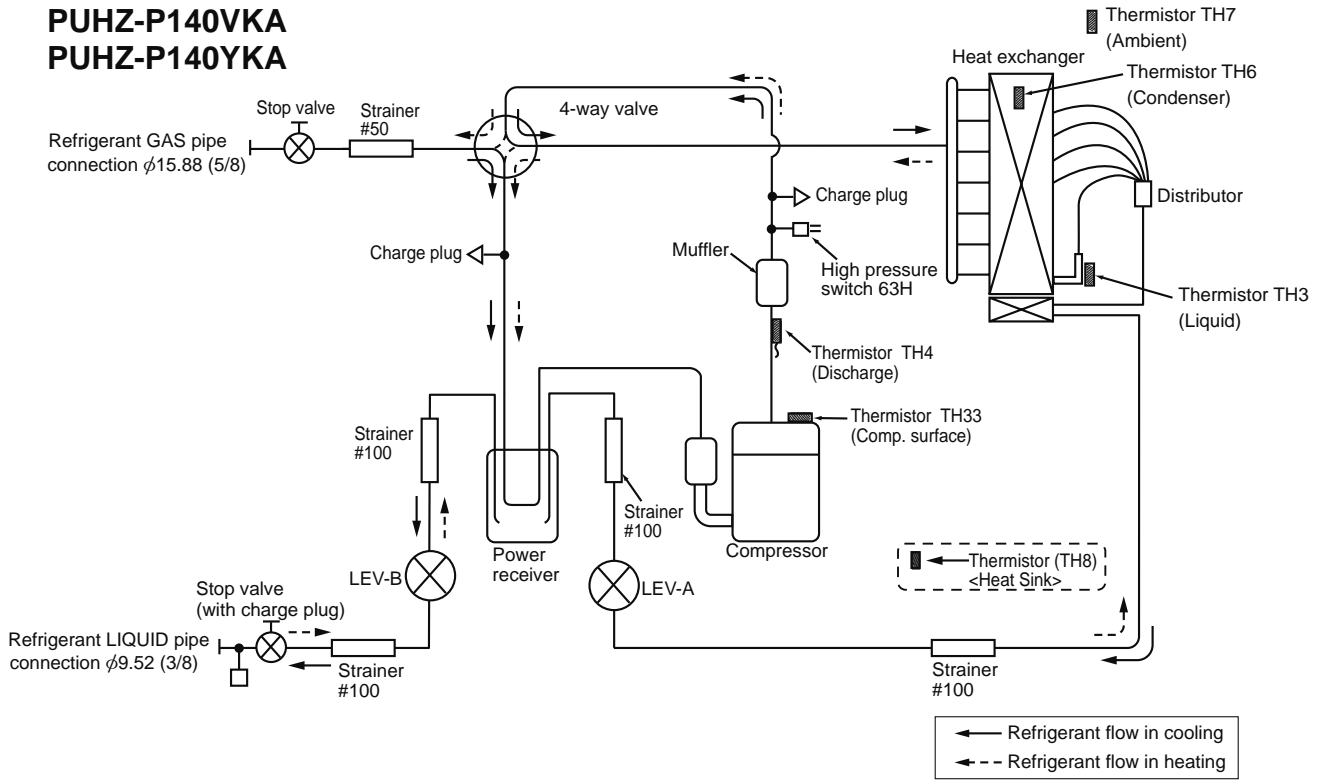 PUHZ-P140VKA
PUHZ-P140YKA
Thermistor TH7
(Ambient)
Heat exchanger
Thermistor TH6
(Condenser)
Stop valve
Strainer
#50
4-way valve
Refrigerant GAS pipe
connection ϕ15.88 (5/8)
Charge plug
Distributor
Charge plug
Muffler
High pressure
switch 63H
Thermistor TH3
(Liquid)
Thermistor TH4
(Discharge)
Thermistor TH33
(Comp. surface)
Strainer
#100
Strainer
#100
Power
receiver
Compressor
Thermistor (TH8)
<Heat Sink>
LEV-B
LEV-A
Stop valve
(with charge plug)
Refrigerant LIQUID pipe
connection ϕ9.52 (3/8)
Strainer
#100
Strainer
#100
Refrigerant flow in cooling
Refrigerant flow in heating